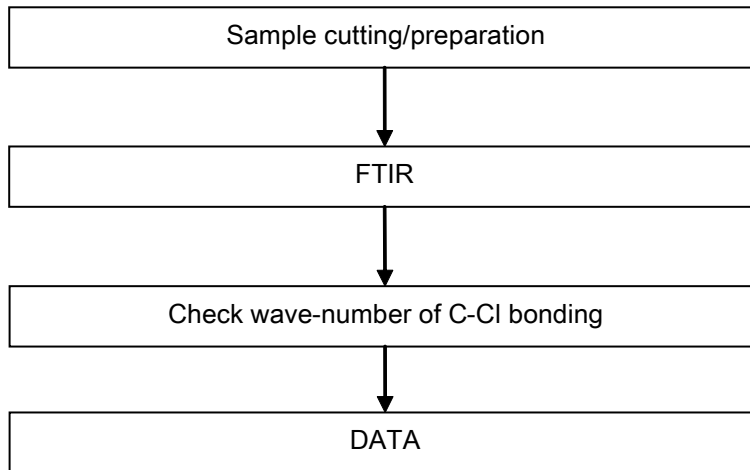 Sample cutting/preparation
FTIR
Check wave-number of C-Cl bonding
DATA